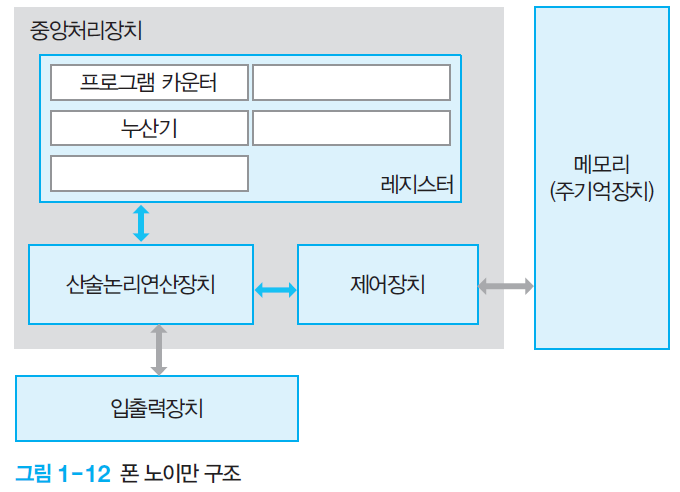 중앙처리장치
프로그램 카운터
누산기
레지스터
메모리
(주기억장치)
산술논리연산장치
제어장치
입출력장치
그림 1-12 폰 노이만 구조